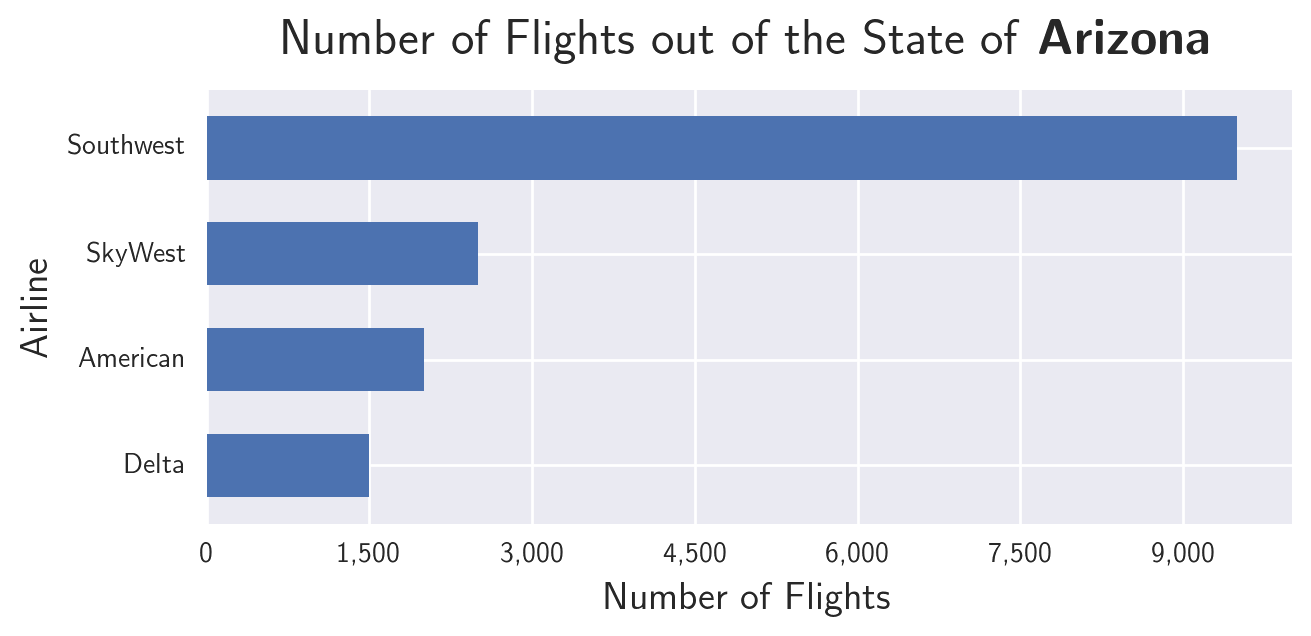 Number of Flights out of the State of Arizona
Southwest
SkyWest
American
Delta
Airline
0 1,500 3,000 4,500 6,000 7,500 9,000
Number of Flights